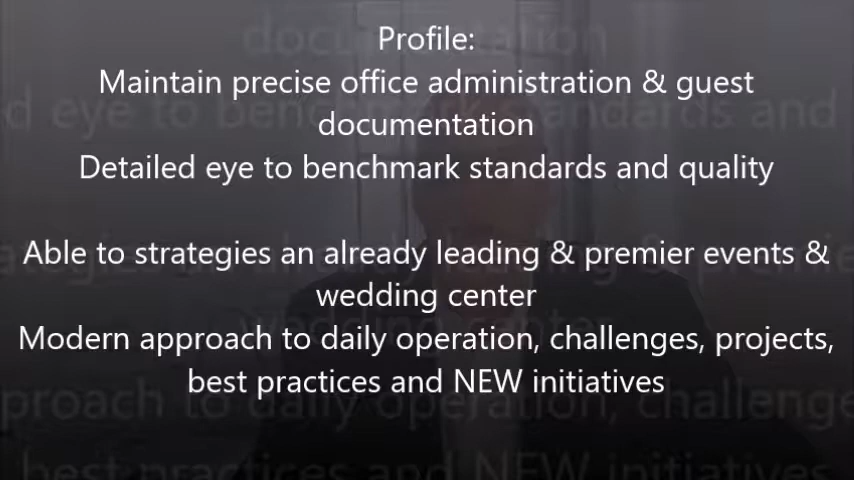 Profile:
Maintain precise office administration & guest
documentation
Detailed eye to benchmark standards and quality
Able to strategies an already leading & premier events &
wedding center
Modern approach to daily operation, challenges, projects,
best practices and NEW initiatives